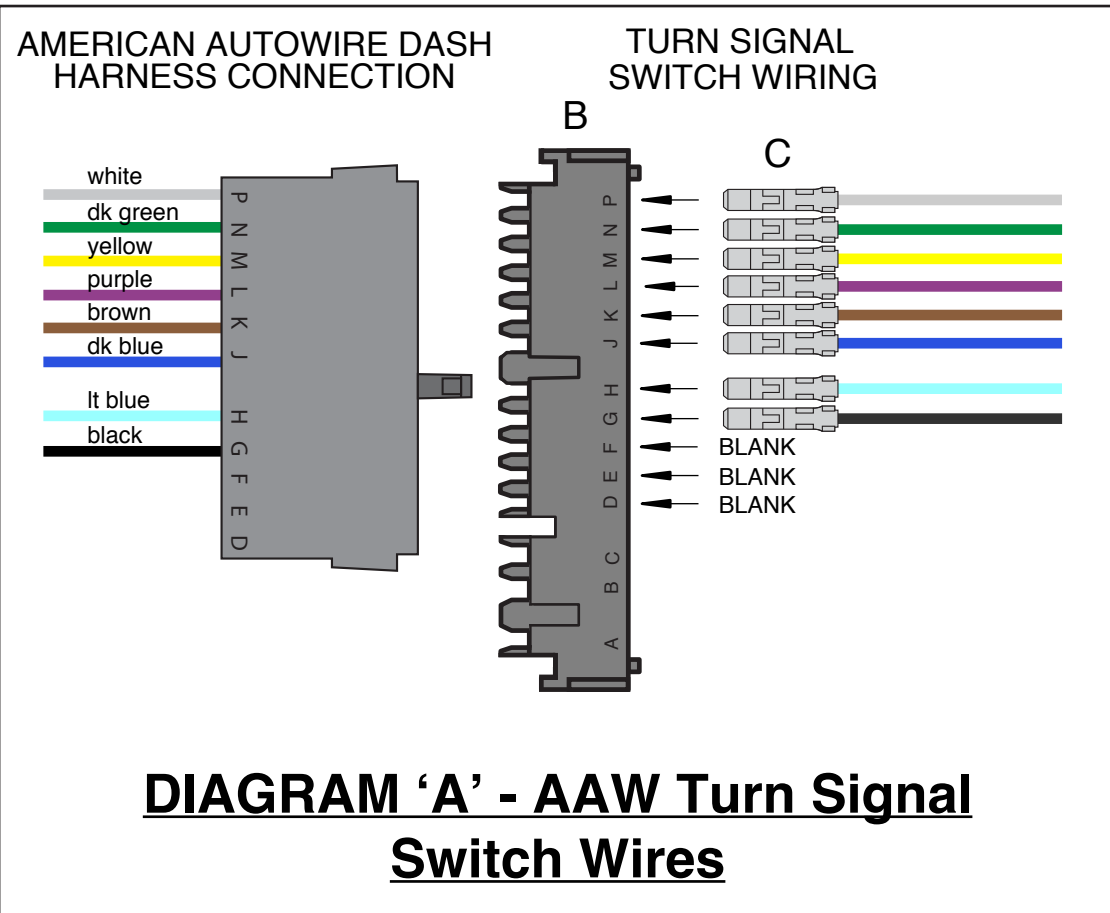 AMERICAN AUTOWIRE DASH
HARNESS CONNECTION
TURN SIGNAL
SWITCH WIRING
B
C
white
dk green
yellow
purple
brown
dk blue
lt blue
black
P
N
M
L
K
J
H
G
F
E
D
P
N
M
L
K
J
H
G
F
E
D
C
B
A
BLANK
BLANK
BLANK
DIAGRAM ‘A’ - AAW Turn Signal
Switch Wires